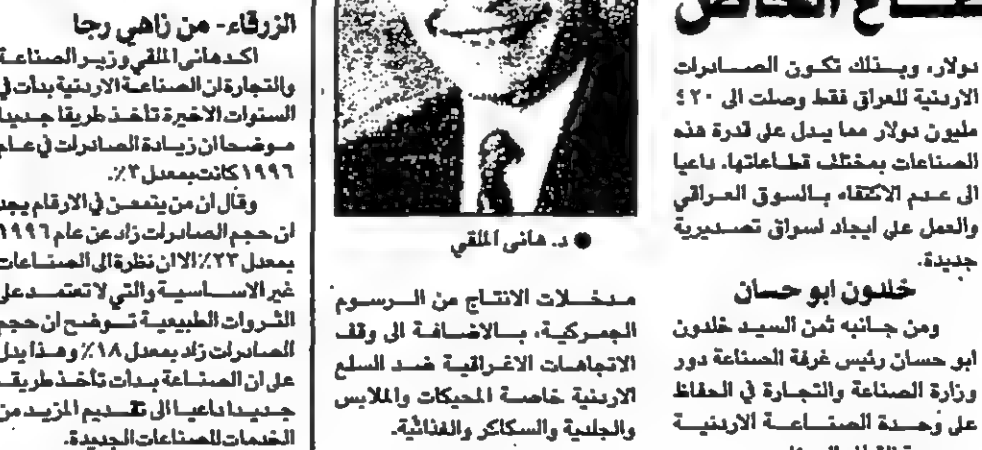 الزرقاء- من زاهي رجا
اكد هاني الملقي وزير الصناعة
والتجارة ان الصناعة الاردنية بدأت في
السنوات الاخيرة تأخذ طريقا جديدا
موضحا ان زيادة الصادرات في عام
١٩٩٦ كانت بمعدل ٣٪.
وقال ان من يتمعن في الارقام يجد
ان حجم الصادرات زاد عن عام ١٩٩٦
بمعدل ٢٣٪ الا ان نظرة الى الصناعات
غير الاساسية والتي لا تعتمد على
الثروات الطبيعية توضح ان حجم
الصادرات زاد بمعدل ١٨٪ وهذا يدل
على ان الصناعة بدأت تأخذ طريقـ
جديدا داعيا الى تقديم المزيد من
الخدمات للصناعات الجديدة.
د. هاني الملقي
مدخلات الانتاج من الرسوم
الجمركية، بالاضافة الى وقف
الاتجاهات الاغراقية ضد السلع
الاردنية خاصة المحيكات والملابس
والجلدية والسكاكر والغذائية.
دولار، وبذلك تكون الصادرات
الاردنية للعراق فقط وصلت الى ٤٢٠
مليون دولار مما يدل على قدرة هذه
الصناعات بمختلف قطاعاتها، داعيا
الى عدم الاكتفاء بالسوق العراقي
والعمل على ايجاد اسواق تصديرية
جديدة.
خلدون ابو حسان
ومن جانبه ثمن السيد خلدون
ابو حسان رئيس غرفة الصناعة دور
وزارة الصناعة والتجارة في الحفاظ
على وحدة الصناعة الاردنية